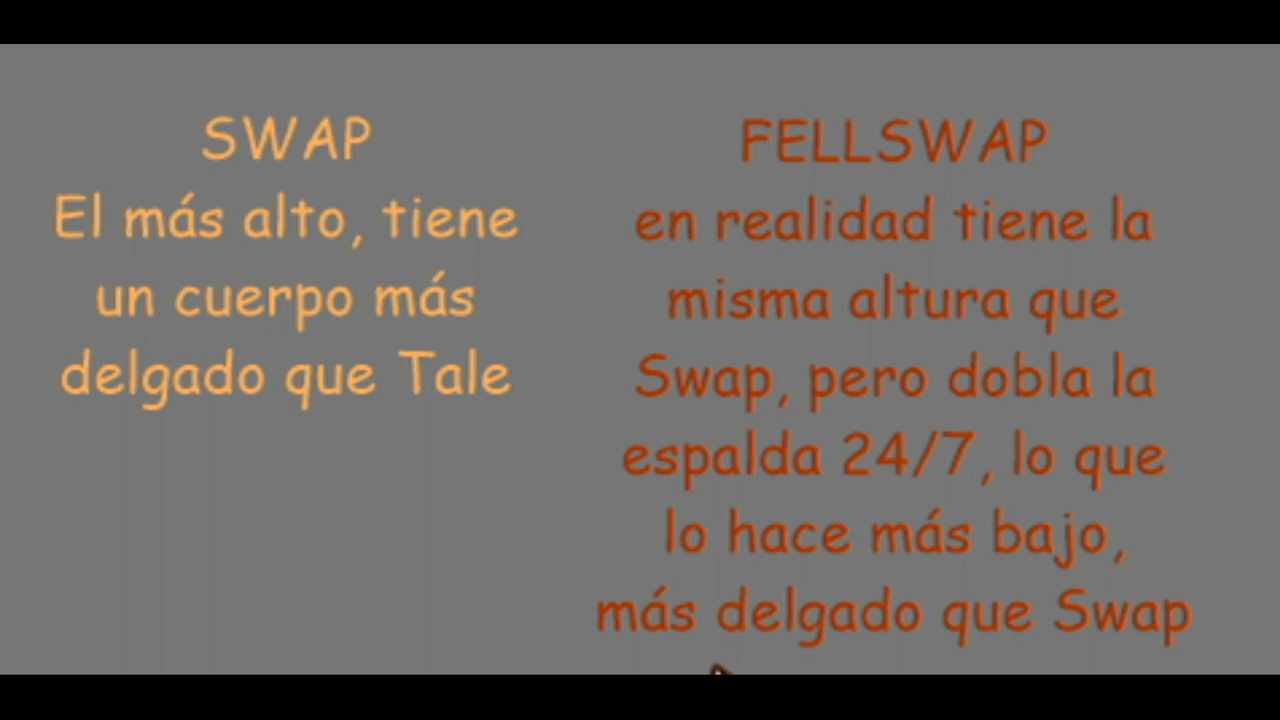 SWAP
El más alto, tiene
un cuerpo más
delgado que Tale
FELLSWAP
en realidad tiene la
misma altura que
Swap, pero dobla la
espalda 24/7, lo que
lo hace más bajo,
más delgado que Swap